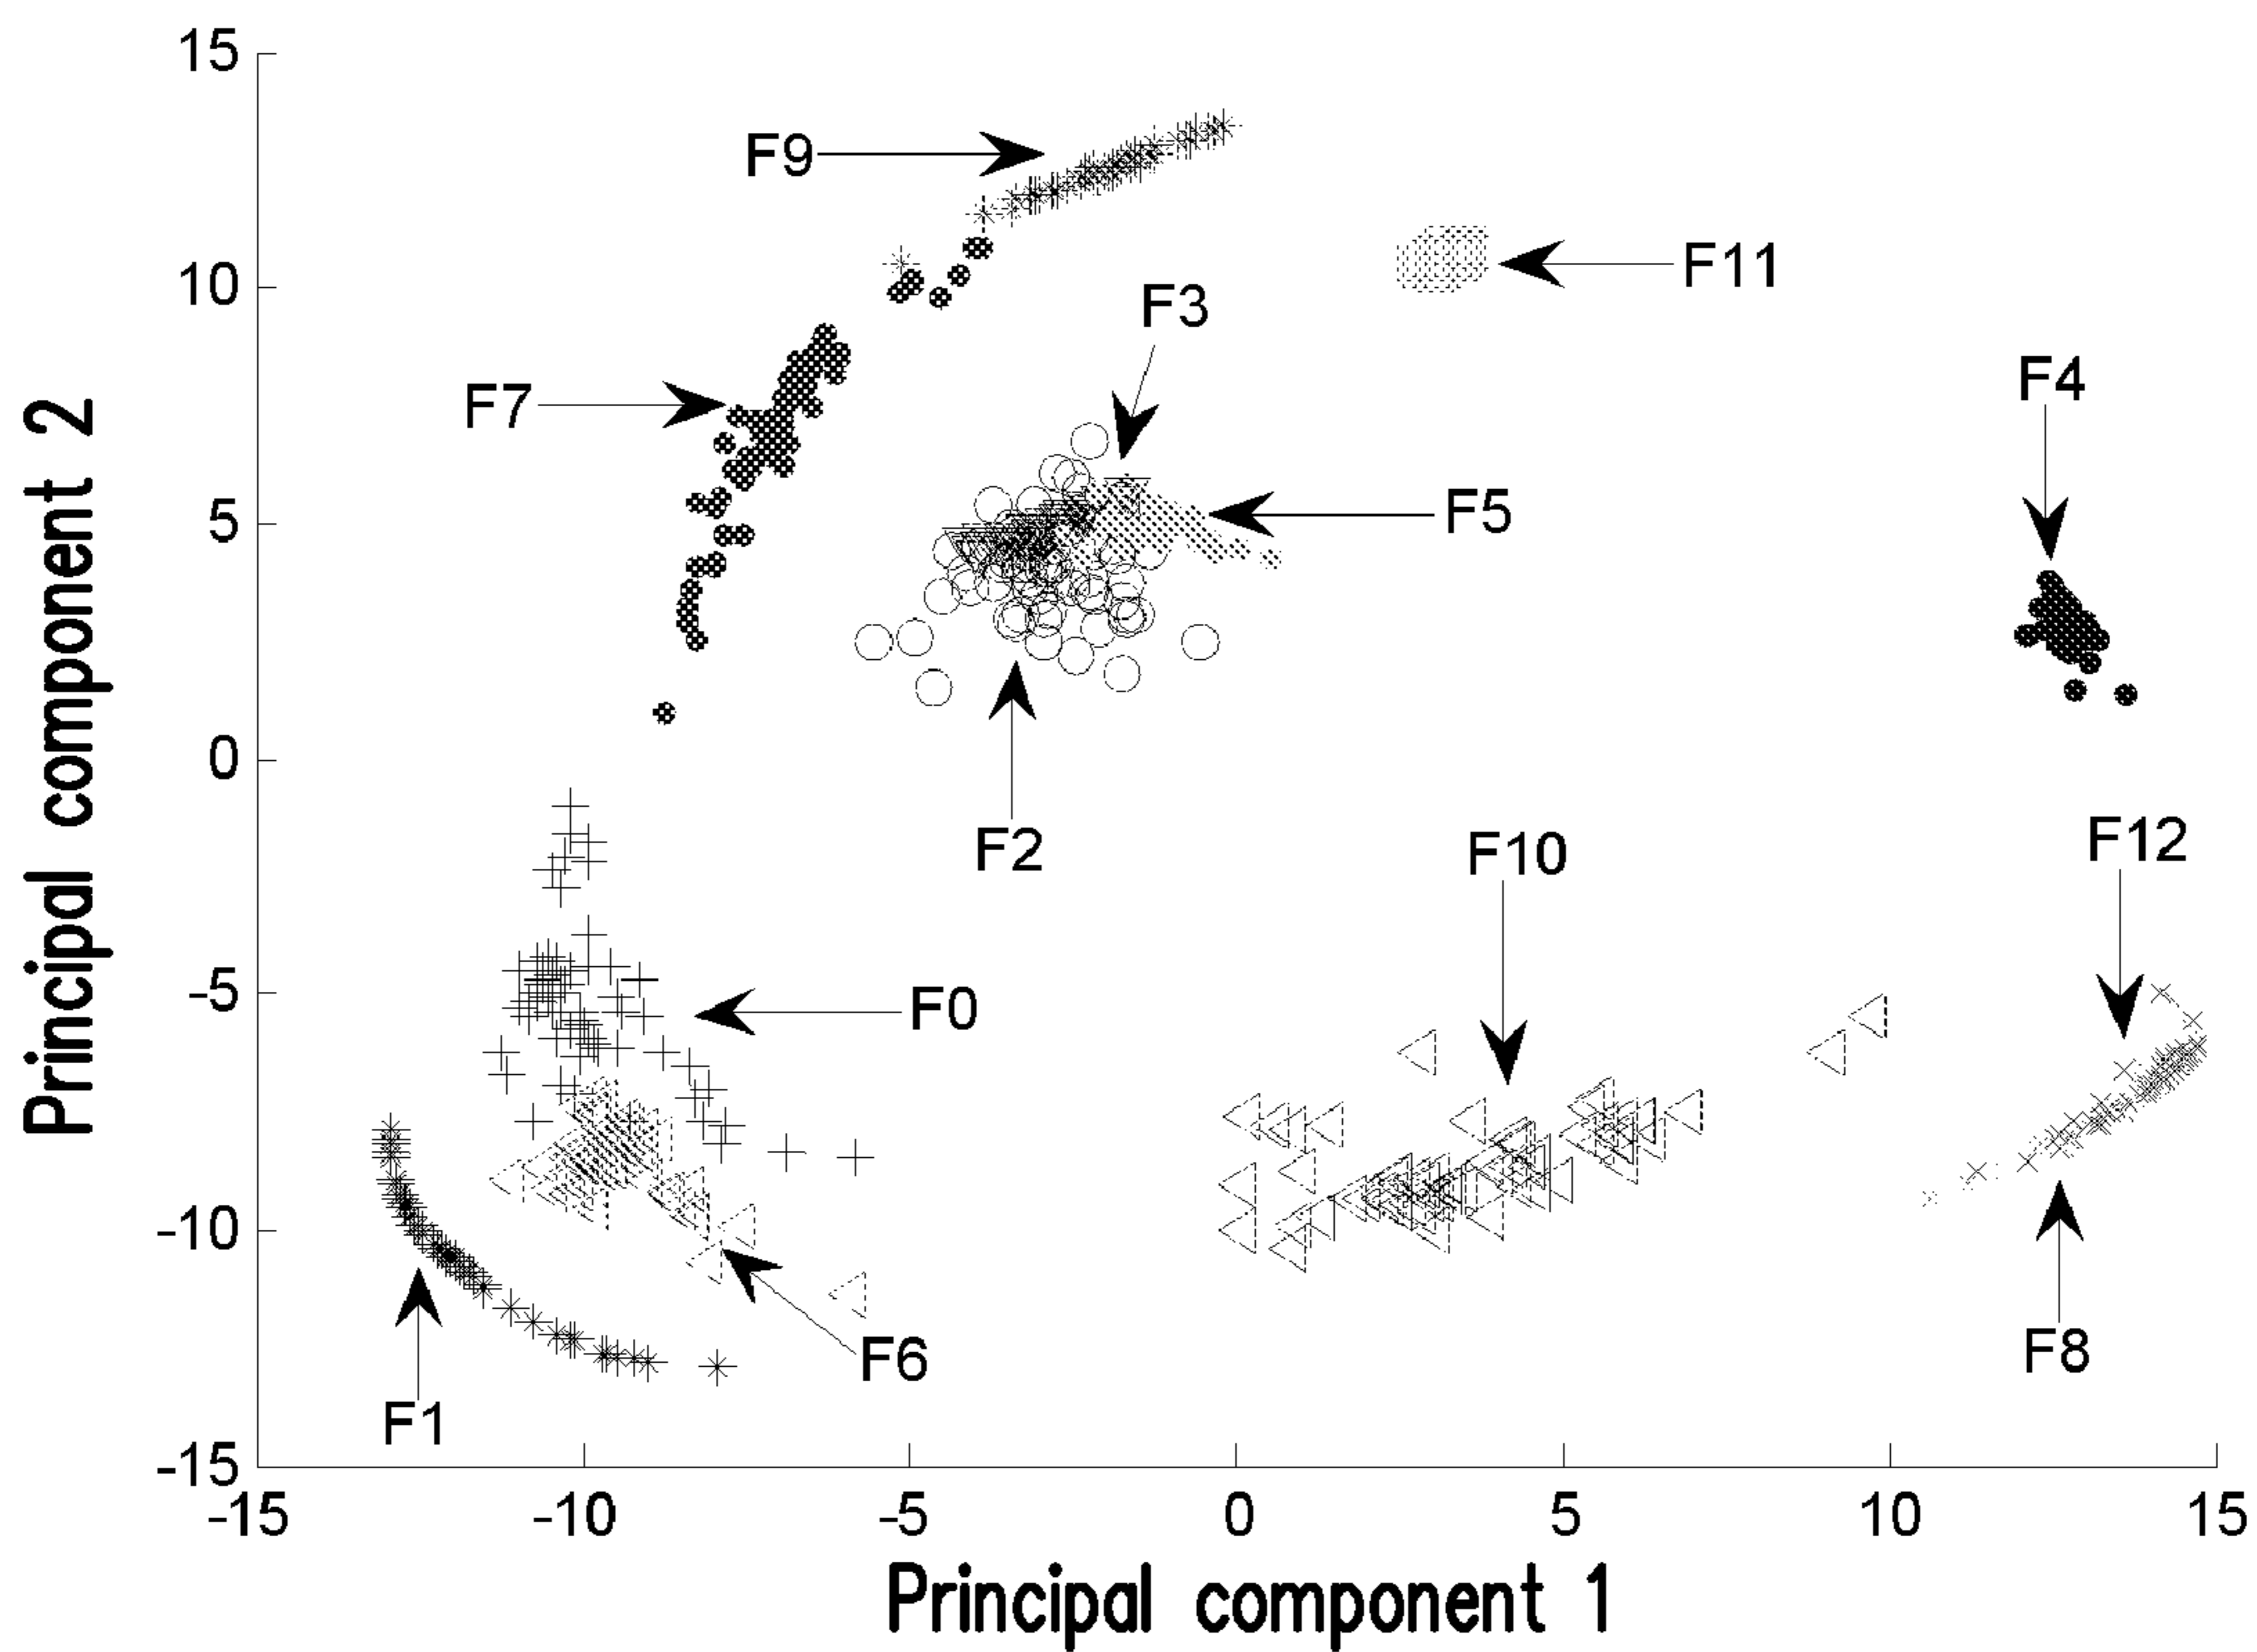 15
F9
F11
10
F3
F4
F7
5
F5
Principal component 2
0
F2
F10
F12
-5
F0
-10
F8
F6
F1
-15
-15
-10
-5
0
5
10
15
Principal component 1